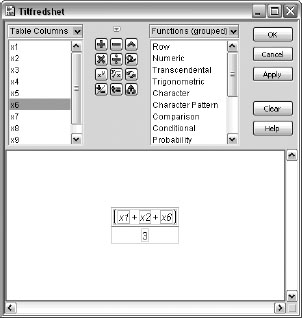 Tilfredshet
Table Columns
x1
x2
x3
x4
x5
x6
x7
x8
x9
Functions (grouped)
Row
Numeric
Transcendental
Trigonometric
Character
Character Pattern
Comparison
Conditional
Probability
OK
Cancel
Apply
Clear
Help
[x1 + x2 + x6]
3